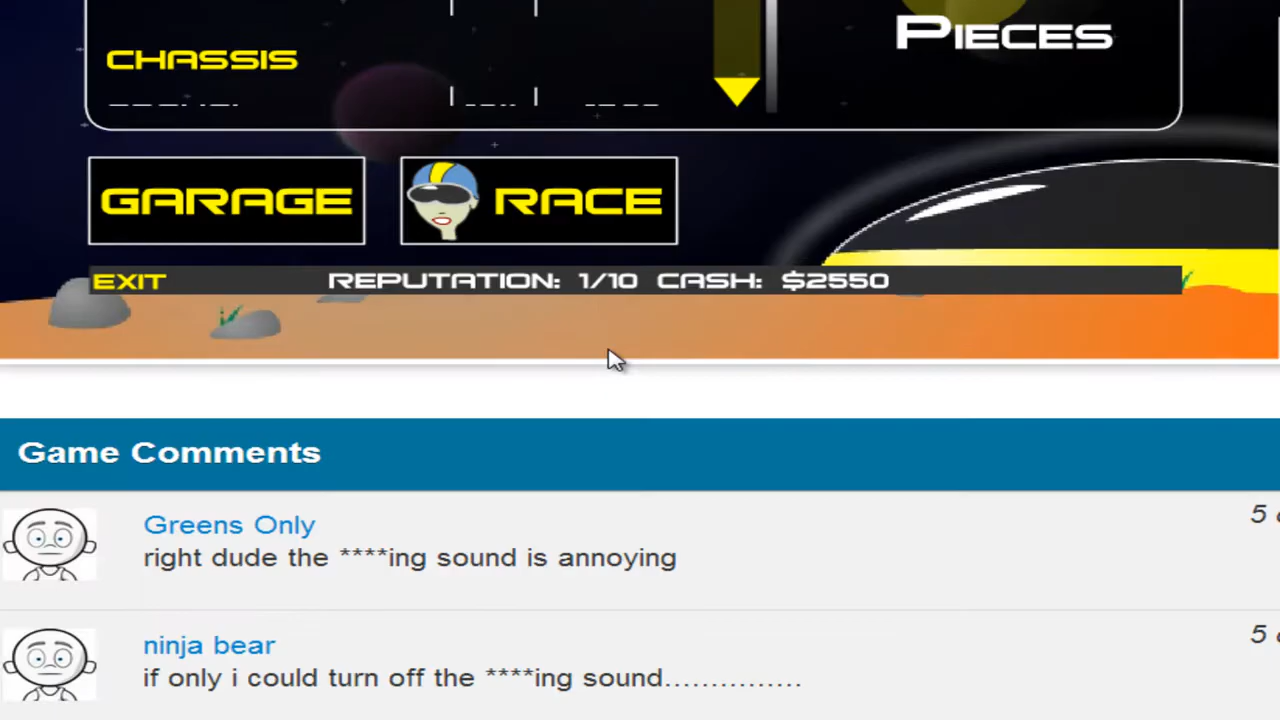 PIECES
CHASSIS
GARAGE
RACE
EXIT REPUTATION: 1/10 CASH: $2550
Game Comments
Greens Only
5
right dude the ****ing sound is annoying
ninja bear
5
if only i could turn off the ****ing sound...............